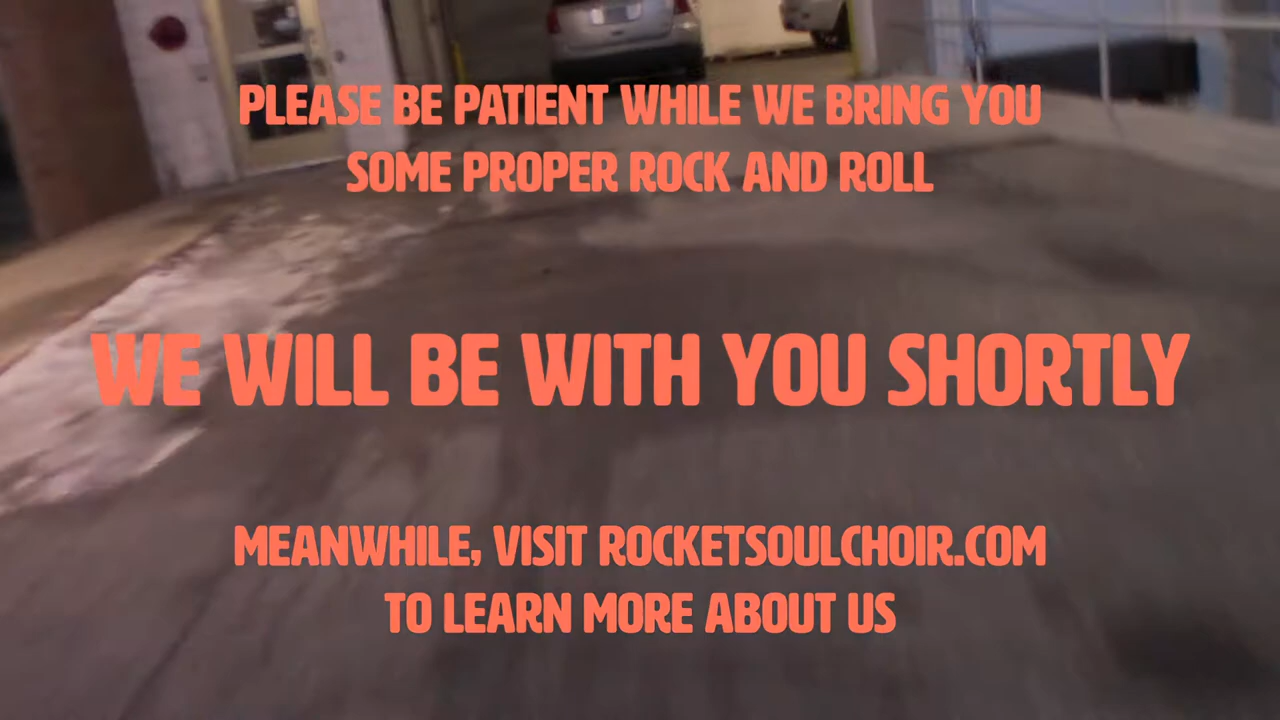 PLEASE BE PATIENT WHILE WE BRING YOU
SOME PROPER ROCK AND ROLL
WE WILL BE WITH YOU SHORTLY
MEANWHILE, VISIT ROCKETSOULCHOIR.COM
TO LEARN MORE ABOUT US